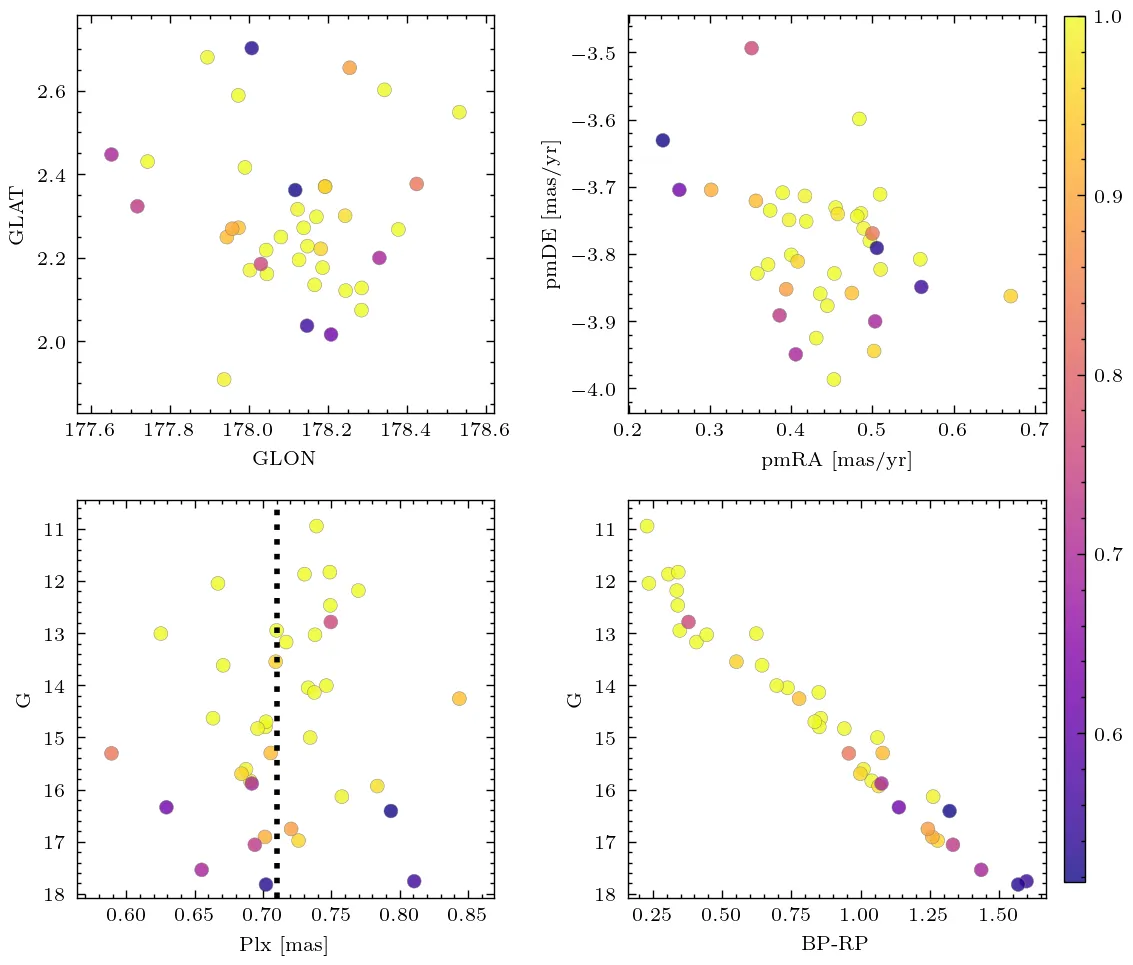 GLAT
2.6
2.4
2.2
2.0
177.6 177.8 178.0 178.2 178.4 178.6
GLON
pmDE [mas/yr]
−3.5
−3.6
−3.7
−3.8
−3.9
−4.0
0.2 0.3 0.4 0.5 0.6 0.7
pmRA [mas/yr]
1.0
0.9
0.8
0.7
0.6
G
11
12
13
14
15
16
17
18
0.60 0.65 0.70 0.75 0.80 0.85
Plx [mas]
G
11
12
13
14
15
16
17
18
0.25 0.50 0.75 1.00 1.25 1.50
BP-RP